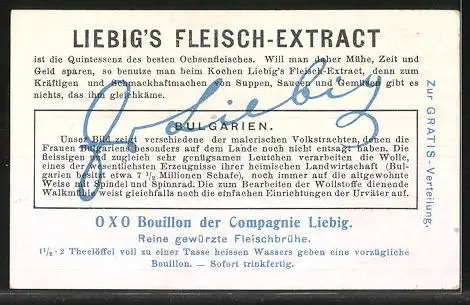 LIEBIG'S FLEISCH-EXTRACT
ist die Quintessenz des besten Ochsenfleisches. Will man aber Mühe, Zeit und
Geld sparen, so benutze man beim Kochen Liebig's Fleisch-Extract, denn zum
Kräftigen und Schmackhaftmachen von Suppen, Saucen und Gemüsen gibt es
nichts, das ihm gleichkäme.
J v Liebig
BULGARIEN.
Unser Bild zeigt verschiedene der malerischen Volkstrachten, denen die
Frauen Bulgariens besonders auf dem Lande noch nicht entsagt haben. Die
fleissigen und zugleich sehr genügsamen Leutchen verarbeiten die Wolle,
eines der wesentlichsten Erzeugnisse ihrer heimischen Landwirtschaft (Bul-
garien besitzt etwa 7 1/2 Millionen Schafe), noch immer auf die altgewohnte
Weise mit Spindel und Spinnrad. Die zum Bearbeiten der Wollstoffe dienende
Walkmühle weist gleichfalls noch die einfachen Einrichtungen der Urväter auf.
OXO Bouillon der Compagnie Liebig.
Reine gewürzte Fleischbrühe.
1 1/2 - 2 Theelöffel voll zu einer Tasse heissen Wassers geben eine vorzügliche
Bouillon. — Sofort trinkfertig.
Zur GRATIS-Verteilung.